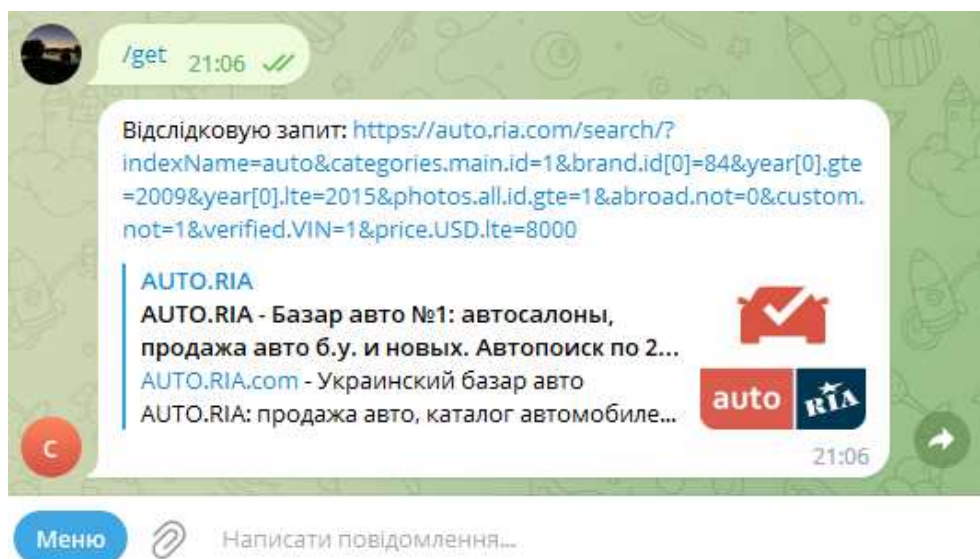 /get 21:06
Відслідковую запит: https://auto.ria.com/search/?
indexName=auto&categories.main.id=1&brand.id[0]=84&year[0].gte
=2009&year[0].lte=2015&photos.all.id.gte=1&abroad.not=0&custom.
not=1&verified.VIN=1&price.USD.lte=8000
AUTO.RIA
AUTO.RIA - Базар авто №1: автосалоны,
продажа авто б.у. и новых. Автопоиск по 2...
AUTO.RIA.com - Украинский базар авто
AUTO.RIA: продажа авто, каталог автомобиле...
auto RIA
C
21:06
Меню Написати повідомлення...